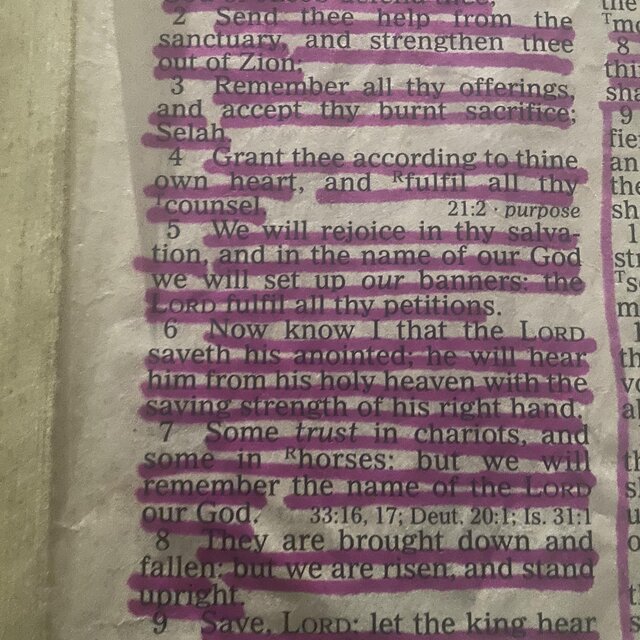 defend thee;
2 Send thee help from the
sanctuary, and strengthen thee
out of Zion;
3 Remember all thy offerings,
and accept thy burnt sacrifice;
Selah.
4 Grant thee according to thine
own heart, and ᴿfulfil all thy
ᵀcounsel. 21:2 · purpose
5 We will rejoice in thy salva-
tion, and in the name of our God
we will set up our banners: the
LORD fulfil all thy petitions.
6 Now know I that the LORD
saveth his anointed; he will hear
him from his holy heaven with the
saving strength of his right hand.
7 Some trust in chariots, and
some in ᴿhorses: but we will
remember the name of the LORD
our God. 33:16, 17; Deut. 20:1; Is. 31:1
8 They are brought down and
fallen: but we are risen, and stand
upright.
9 Save, LORD: let the king hear